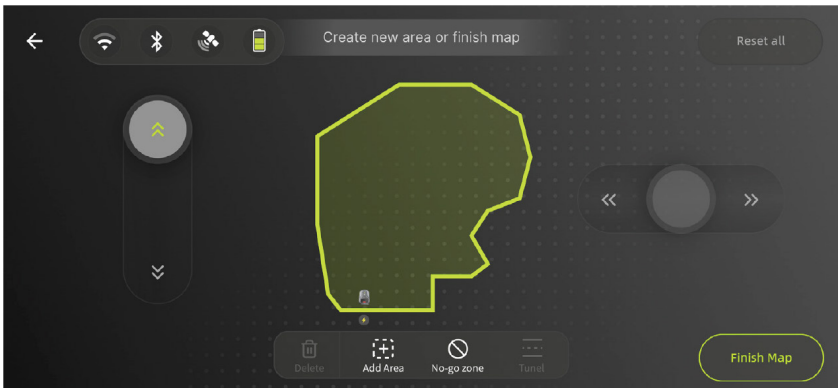 Create new area or finish map
Reset all
Delete
Add Area
No-go zone
Tunel
Finish Map